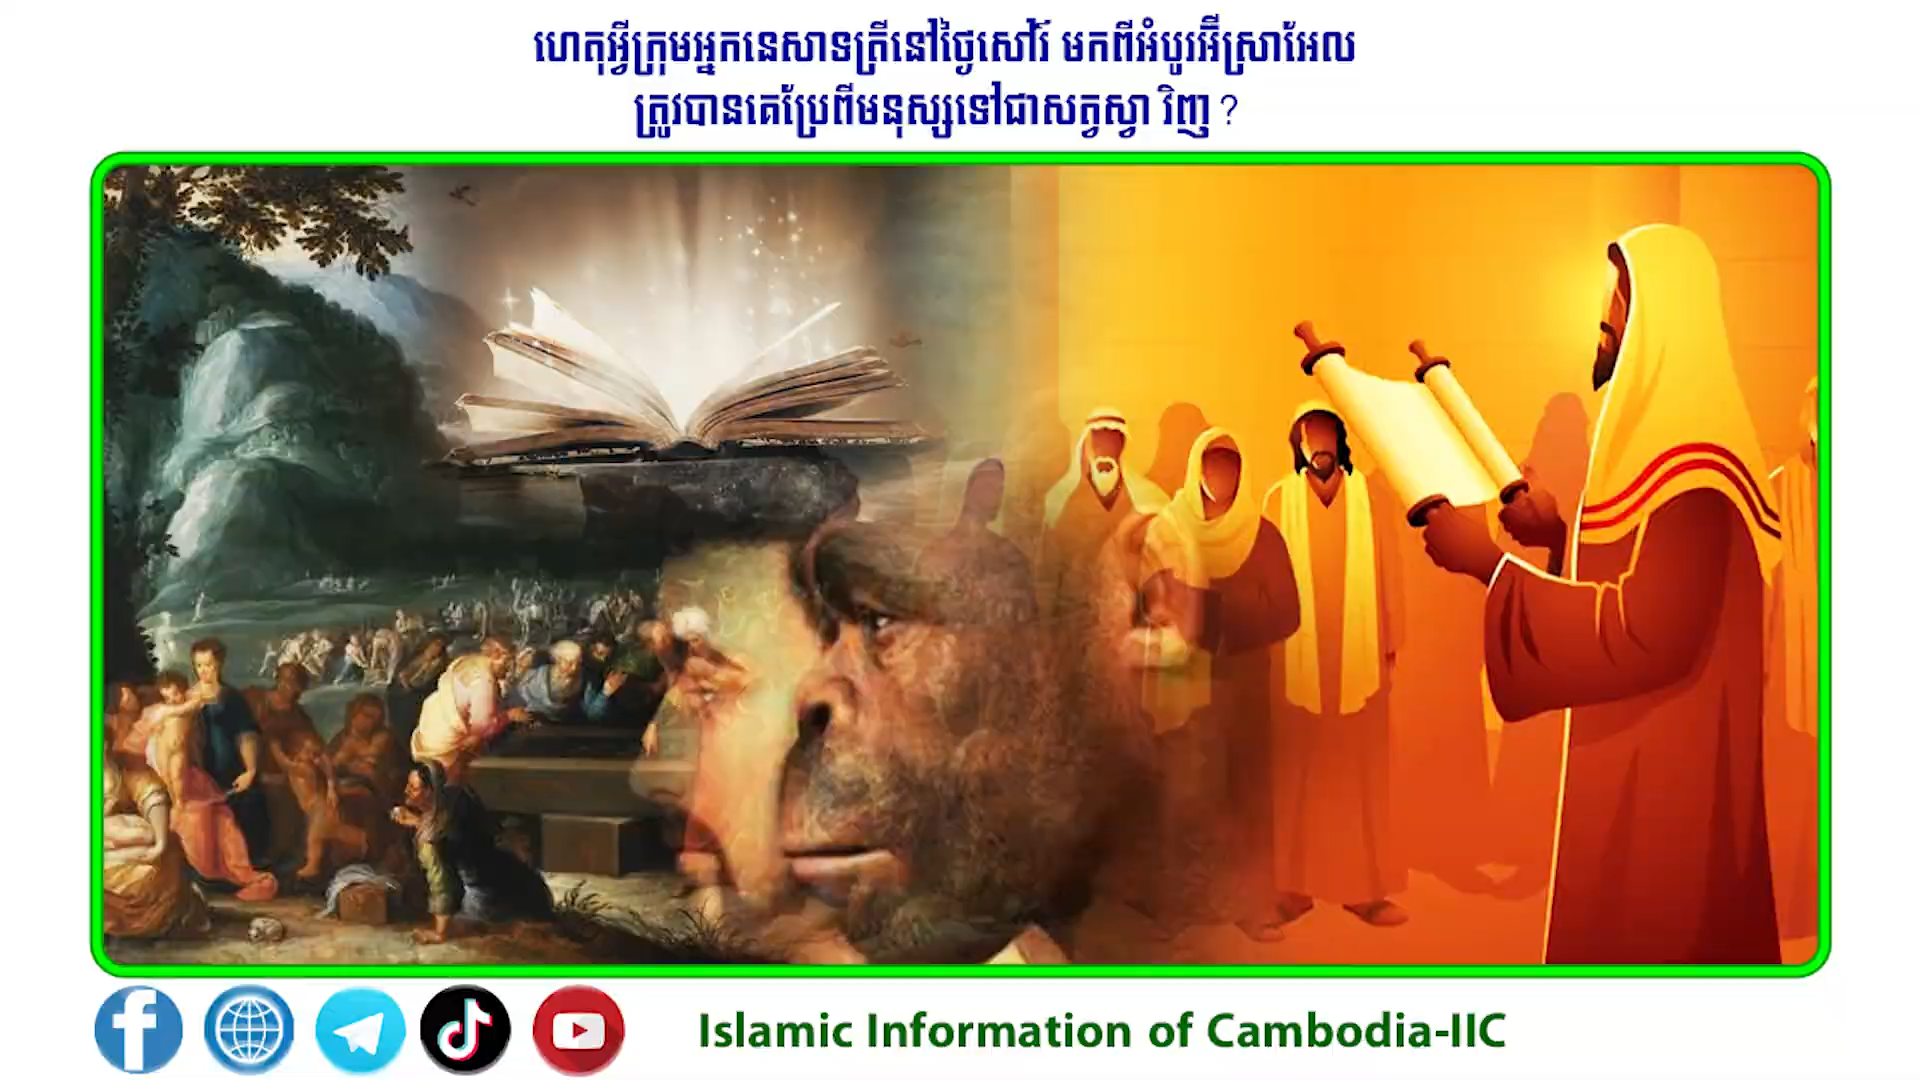 ហេតុអ្វីក្រុមអ្នកនេសាទត្រីនៅថ្ងៃសៅរ៍ មកពីអំបូរអ៊ីស្រាអែល
ត្រូវបានគេប្រែពីមនុស្សទៅជាសត្វស្វា វិញ ?
Islamic Information of Cambodia-IIC